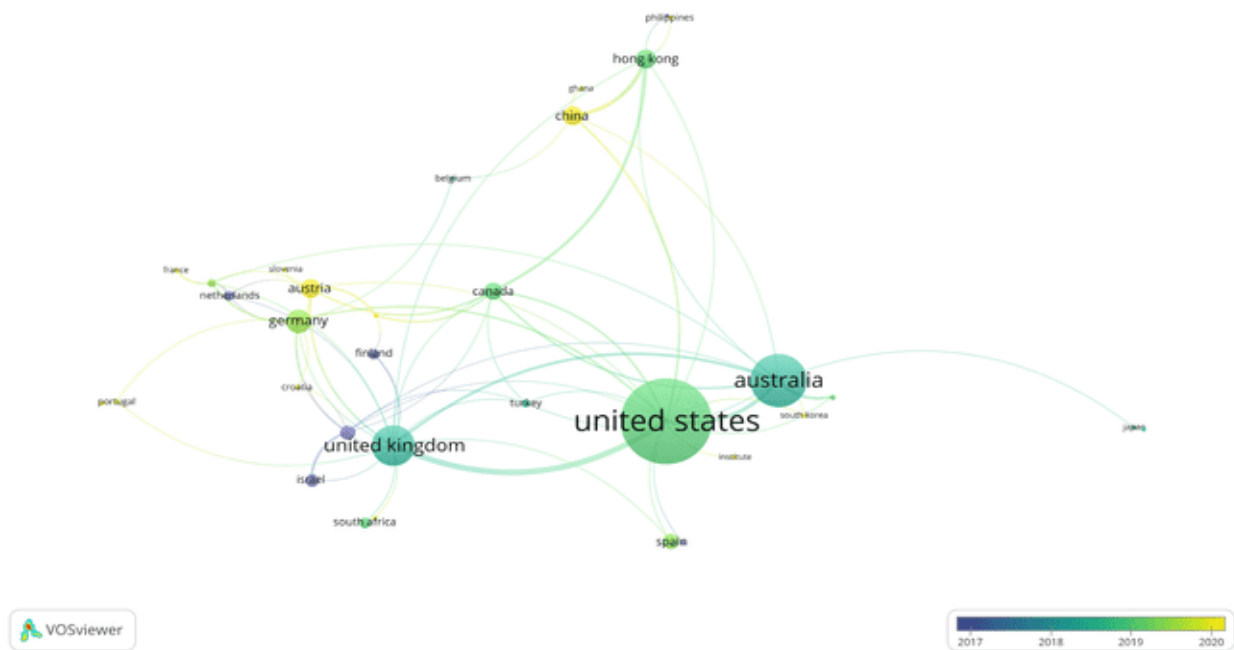 philippines
hong kong
ghana
china
belgium
france
slovenia
netherlands
austria
canada
germany
finland
australia
croatia
portugal
turkey
south korea
united states
united kingdom
institute
israel
south africa
spain
japan
VOSviewer
2017
2018
2019
2020